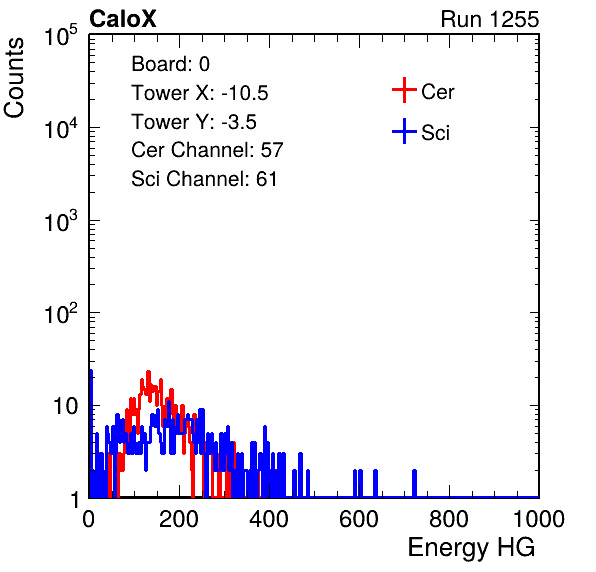 CaloX Run 1255
Counts
10^5
10^4
10^3
10^2
10
1
Board: 0
Tower X: -10.5
Tower Y: -3.5
Cer Channel: 57
Sci Channel: 61
Cer
Sci
0 200 400 600 800 1000
Energy HG